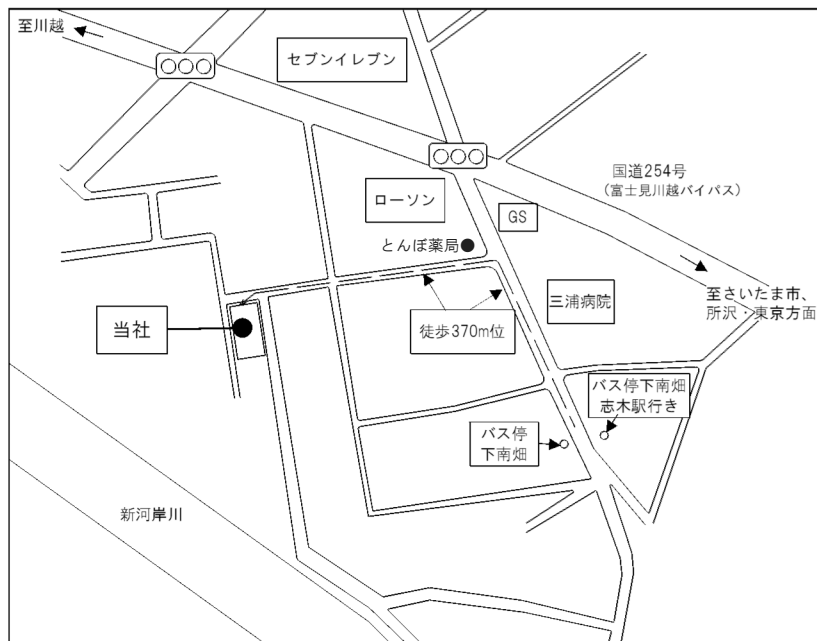 至川越
セブンイレブン
国道254号
(富士見川越バイパス)
ローソン
GS
とんぼ薬局
至さいたま市、
所沢・東京方面
三浦病院
当社
徒歩370m位
バス停下南畑
志木駅行き
バス停
下南畑
新河岸川